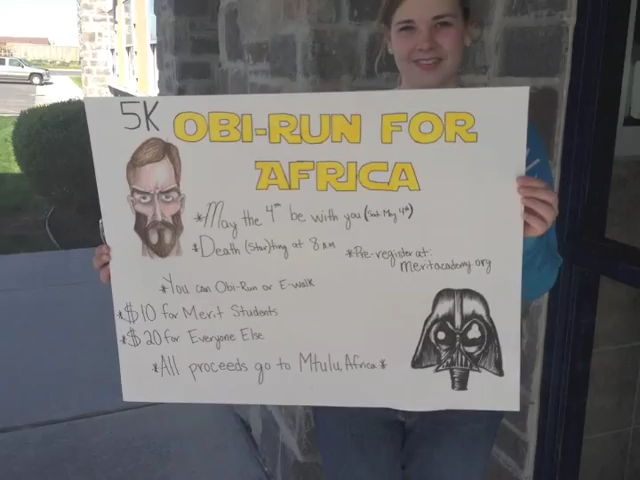 5K OBI-RUN FOR
AFRICA
*May the 4th be with you (Sat. May 4th)
*Death (Star)ting at 8 AM
*Pre-register at:
meritacademy.org
*You can Obi-Run or E-walk
*$10 for Merit Students
*$20 for Everyone Else
*All proceeds go to Mtulu, Africa*